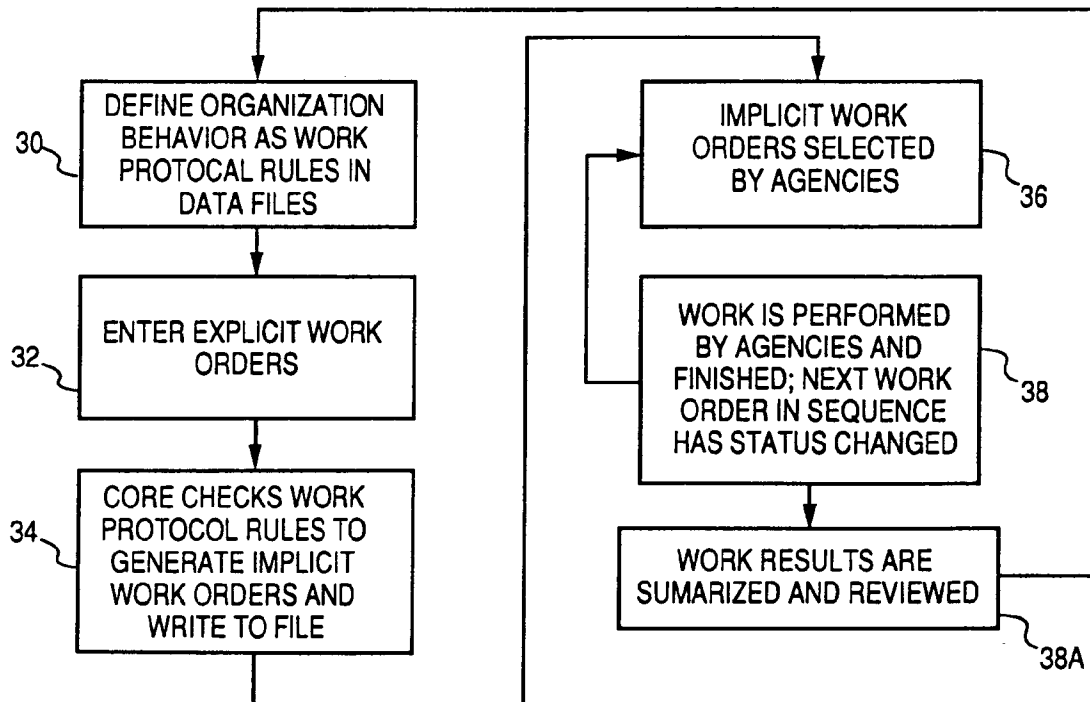 DEFINE ORGANIZATION
BEHAVIOR AS WORK
PROTOCAL RULES IN
DATA FILES
30
ENTER EXPLICIT WORK
ORDERS
32
CORE CHECKS WORK
PROTOCOL RULES TO
GENERATE IMPLICIT
WORK ORDERS AND
WRITE TO FILE
34
IMPLICIT WORK
ORDERS SELECTED
BY AGENCIES
36
WORK IS PERFORMED
BY AGENCIES AND
FINISHED; NEXT WORK
ORDER IN SEQUENCE
HAS STATUS CHANGED
38
WORK RESULTS ARE
SUMARIZED AND REVIEWED
38A